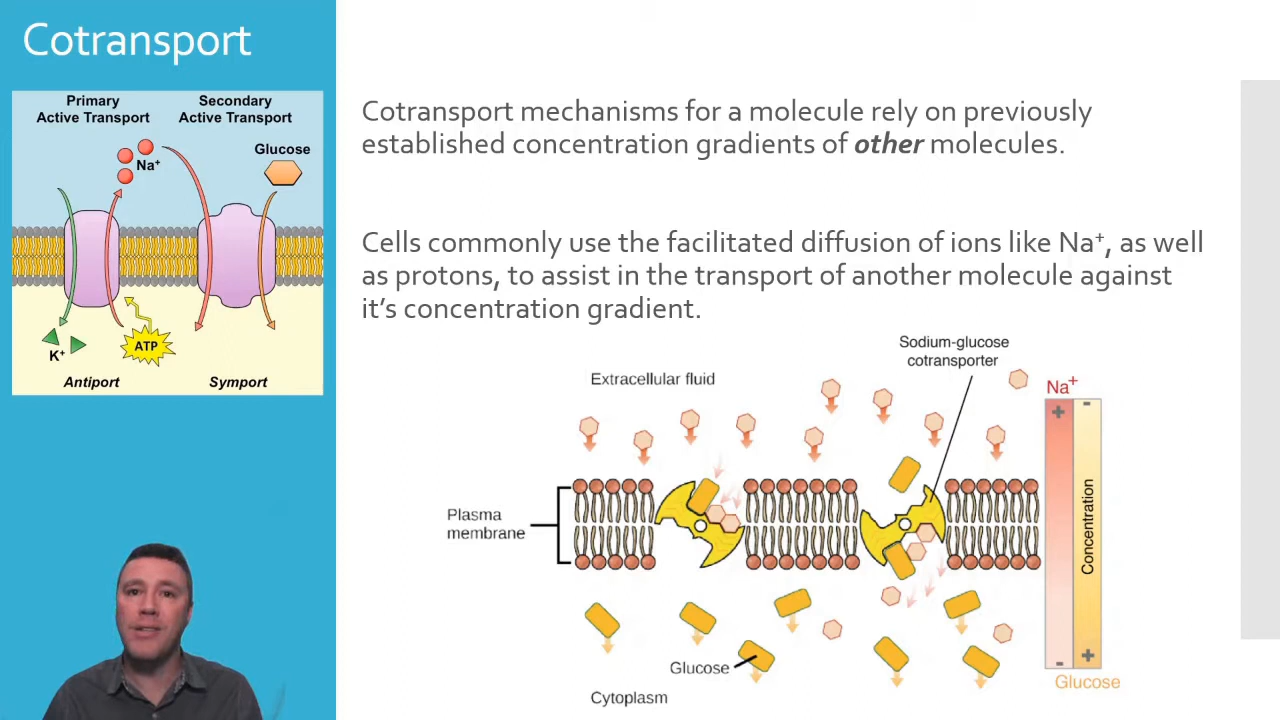 Cotransport
Primary
Active Transport
Secondary
Active Transport
Na⁺
Glucose
K⁺
ATP
Antiport
Symport
Cotransport mechanisms for a molecule rely on previously
established concentration gradients of other molecules.
Cells commonly use the facilitated diffusion of ions like Na⁺, as well
as protons, to assist in the transport of another molecule against
it’s concentration gradient.
Sodium-glucose
cotransporter
Extracellular fluid
Na⁺
+
-
Plasma
membrane
Concentration
Glucose
Cytoplasm
-
+
Glucose